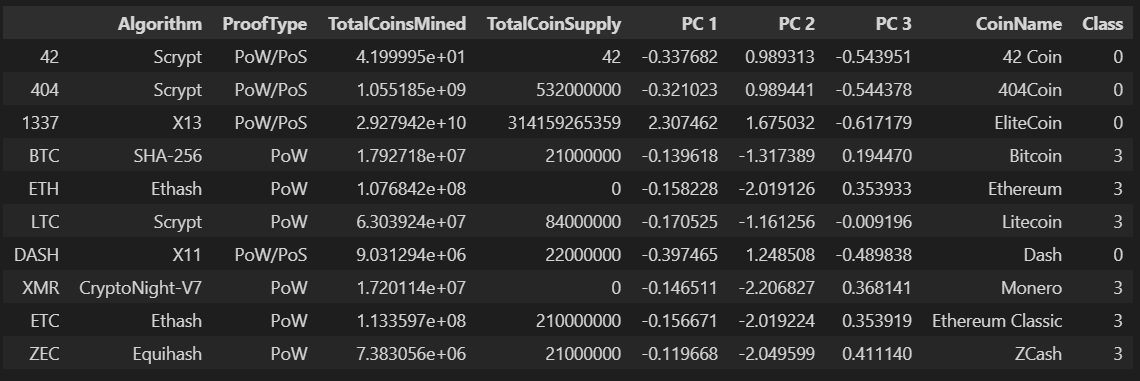 Algorithm ProofType TotalCoinsMined TotalCoinSupply PC 1 PC 2 PC 3 CoinName Class
42 Scrypt PoW/PoS 4.199995e+01 42 -0.337682 0.989313 -0.543951 42 Coin 0
404 Scrypt PoW/PoS 1.055185e+09 532000000 -0.321023 0.989441 -0.544378 404Coin 0
1337 X13 PoW/PoS 2.927942e+10 314159265359 2.307462 1.675032 -0.617179 EliteCoin 0
BTC SHA-256 PoW 1.792718e+07 21000000 -0.139618 -1.317389 0.194470 Bitcoin 3
ETH Ethash PoW 1.076842e+08 0 -0.158228 -2.019126 0.353933 Ethereum 3
LTC Scrypt PoW 6.303924e+07 84000000 -0.170525 -1.161256 -0.009196 Litecoin 3
DASH X11 PoW/PoS 9.031294e+06 22000000 -0.397465 1.248508 -0.489838 Dash 0
XMR CryptoNight-V7 PoW 1.720114e+07 0 -0.146511 -2.206827 0.368141 Monero 3
ETC Ethash PoW 1.133597e+08 210000000 -0.156671 -2.019224 0.353919 Ethereum Classic 3
ZEC Equihash PoW 7.383056e+06 21000000 -0.119668 -2.049599 0.411140 ZCash 3